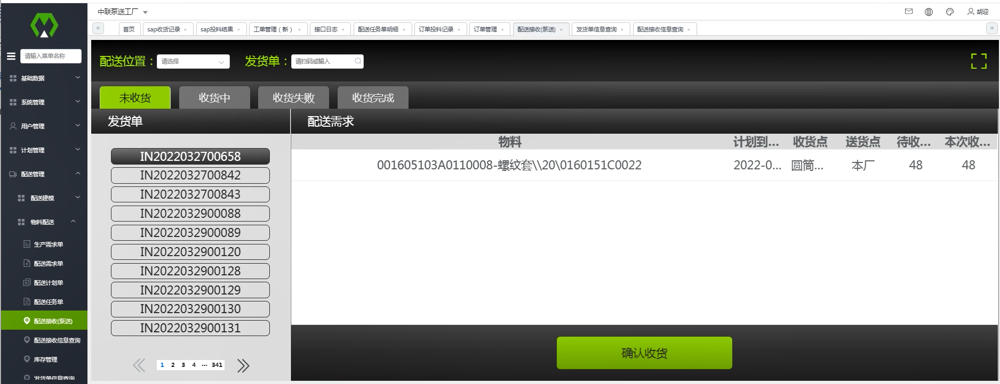 中联泵送工厂
胡迎
首页 sap收货记录 sap投料结果 工单管理（新） 接口日志 配送任务单明细 订单投料记录 订单管理 配送接收(泵送) 发货单信息查询 配送接收信息查询
请输入菜单名称
基础数据
系统管理
用户管理
计划管理
配送管理
配送建模
物料配送
生产需求单
配送需求单
配送计划单
配送任务单
配送接收(泵送)
配送接收信息查询
库存管理
发货单信息查询
配送位置： 请选择 发货单： 请扫码或输入
未收货 收货中 收货失败 收货完成
发货单
IN2022032700658
IN2022032700842
IN2022032700843
IN2022032900088
IN2022032900089
IN2022032900120
IN2022032900128
IN2022032900129
IN2022032900130
IN2022032900131
1 2 3 4 ··· 341
配送需求
物料 计划到... 收货点 送货点 待收... 本次收...
001605103A0110008-螺纹套\\20\0160151C0022 2022-0... 圆筒... 本厂 48 48
确认收货